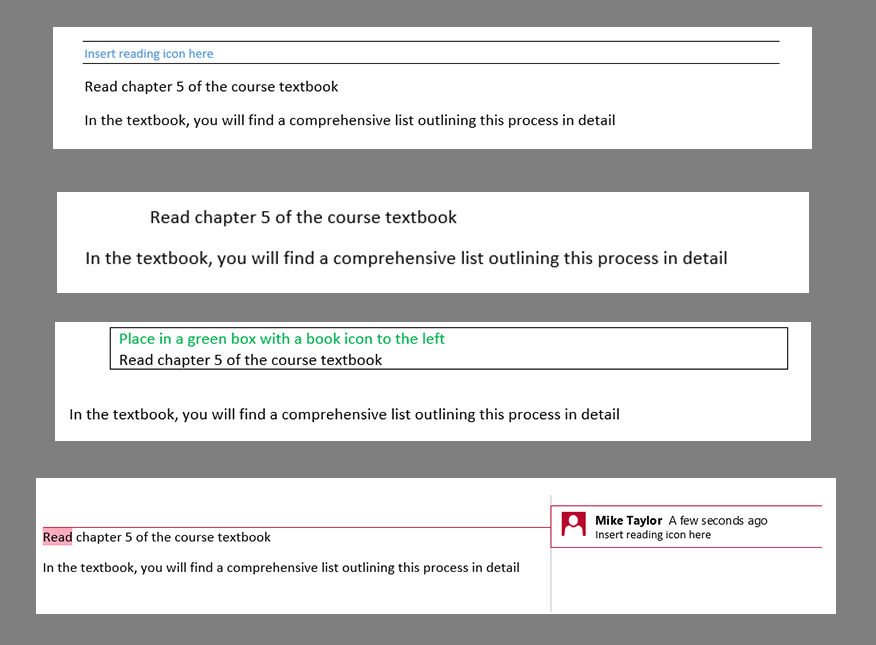 Insert reading icon here
Read chapter 5 of the course textbook
In the textbook, you will find a comprehensive list outlining this process in detail
Read chapter 5 of the course textbook
In the textbook, you will find a comprehensive list outlining this process in detail
Place in a green box with a book icon to the left
Read chapter 5 of the course textbook
In the textbook, you will find a comprehensive list outlining this process in detail
Read chapter 5 of the course textbook
In the textbook, you will find a comprehensive list outlining this process in detail
Mike Taylor A few seconds ago
Insert reading icon here